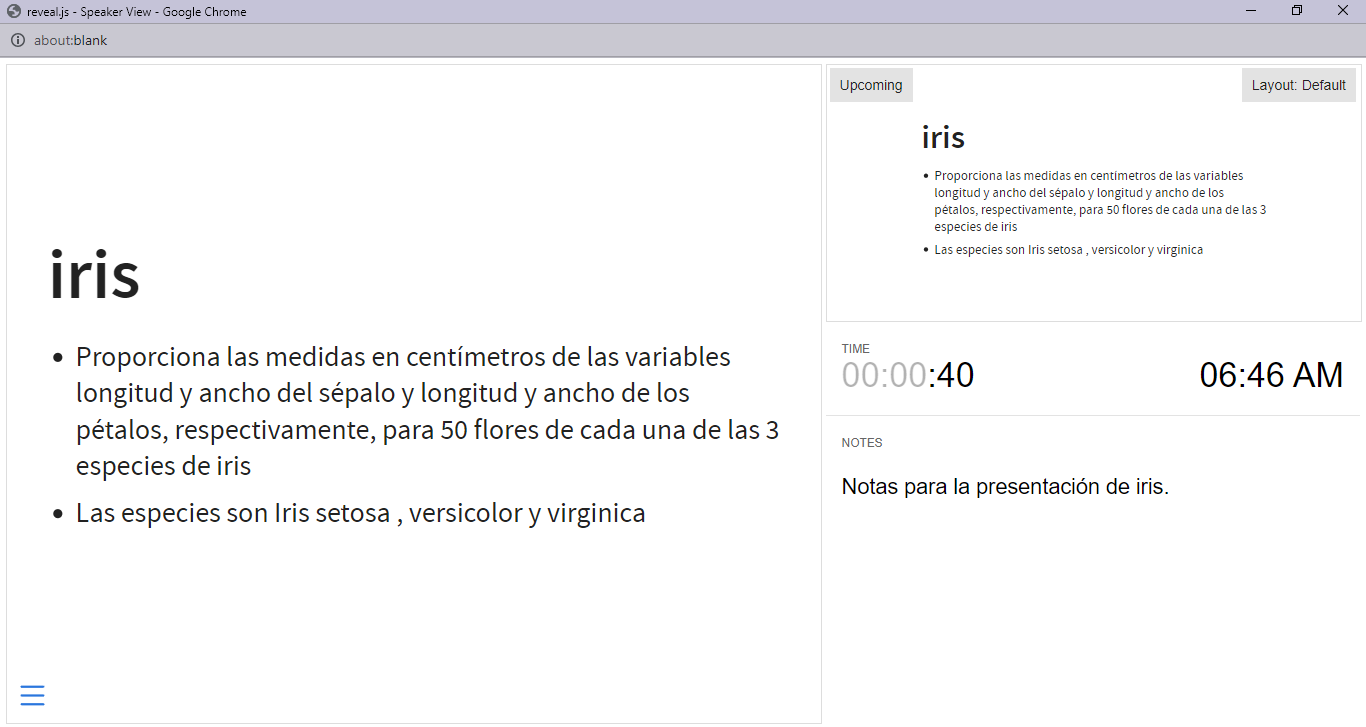 reveal.js - Speaker View - Google Chrome
about:blank
iris
• Proporciona las medidas en centímetros de las variables
longitud y ancho del sépalo y longitud y ancho de los
pétalos, respectivamente, para 50 flores de cada una de las 3
especies de iris
• Las especies son Iris setosa , versicolor y virginica
Upcoming
Layout: Default
iris
• Proporciona las medidas en centímetros de las variables
longitud y ancho del sépalo y longitud y ancho de los
pétalos, respectivamente, para 50 flores de cada una de las 3
especies de iris
• Las especies son Iris setosa , versicolor y virginica
TIME
00:00:40
06:46 AM
NOTES
Notas para la presentación de iris.